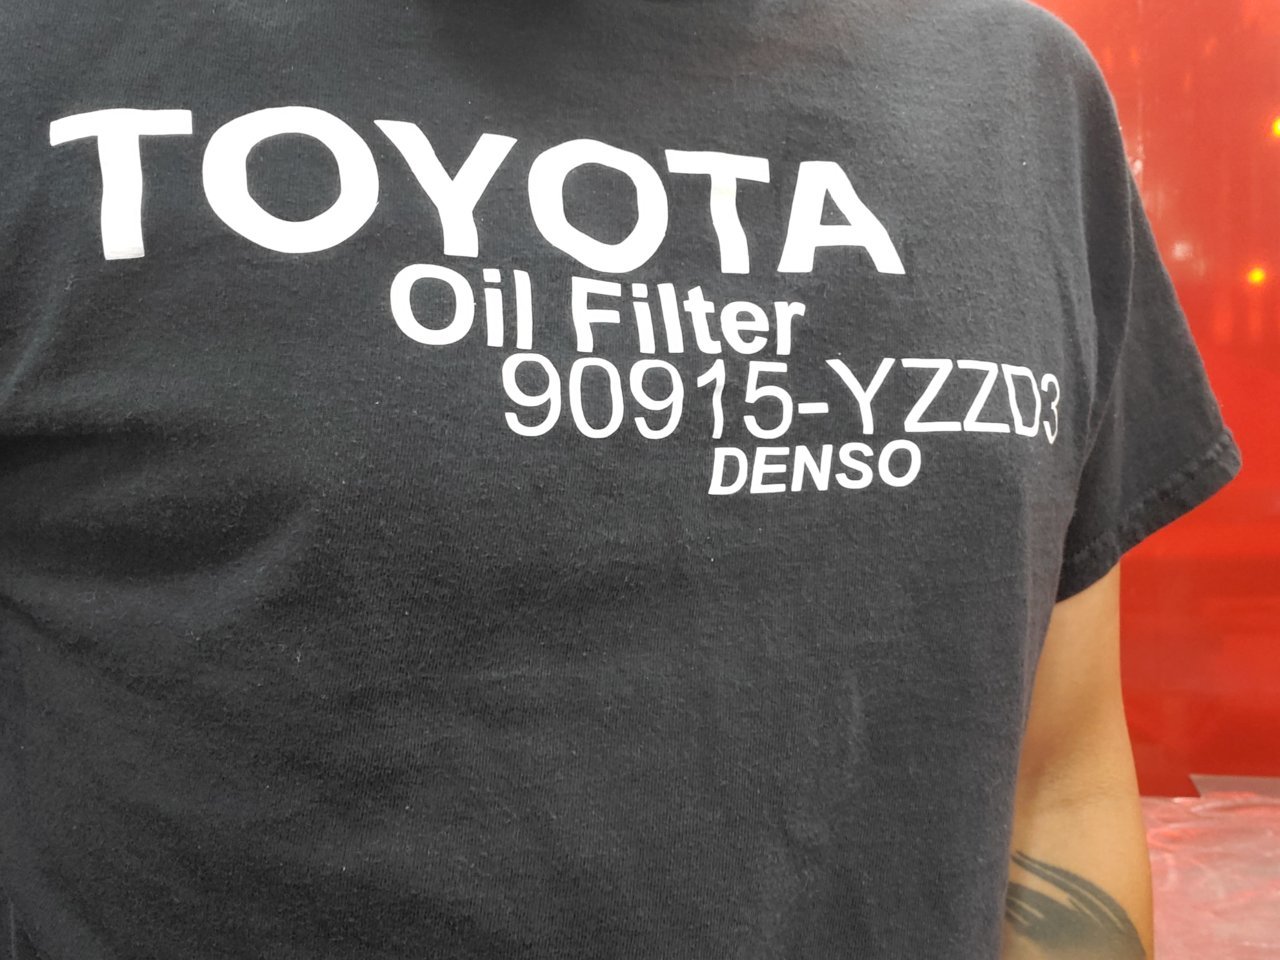 TOYOTA
Oil Filter
90915-YZZD3
DENSO